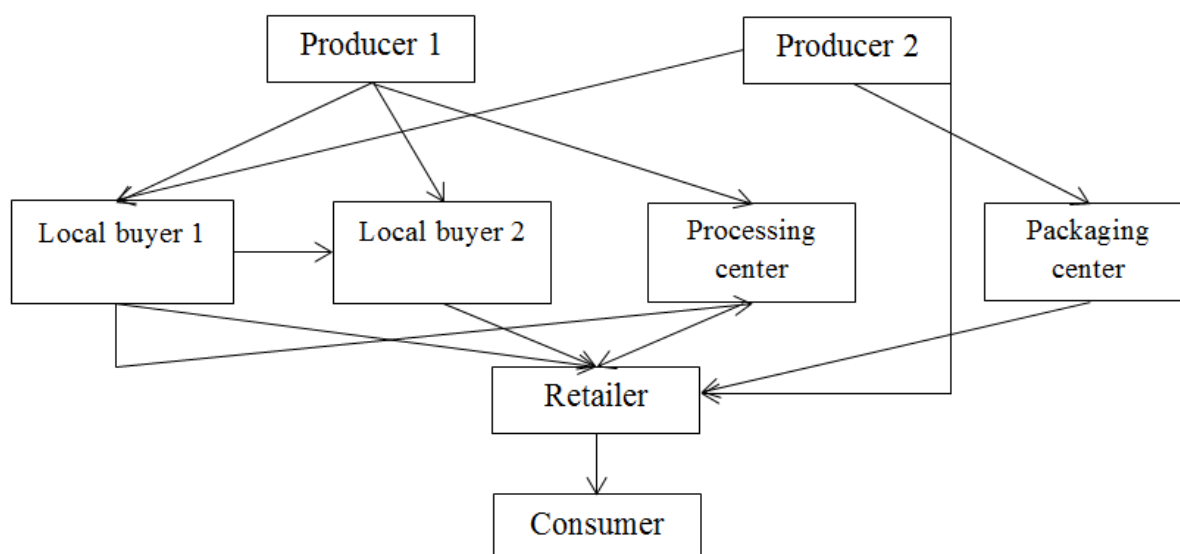 Producer 1
Producer 2
Local buyer 1
Local buyer 2
Processing
center
Packaging
center
Retailer
Consumer